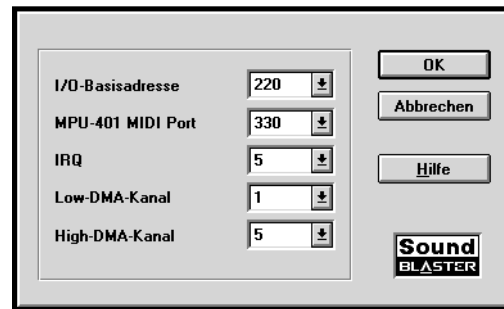 I/O-Basisadresse 220
MPU-401 MIDI Port 330
IRQ 5
Low-DMA-Kanal 1
High-DMA-Kanal 5
OK
Abbrechen
Hilfe
Sound
BLASTER